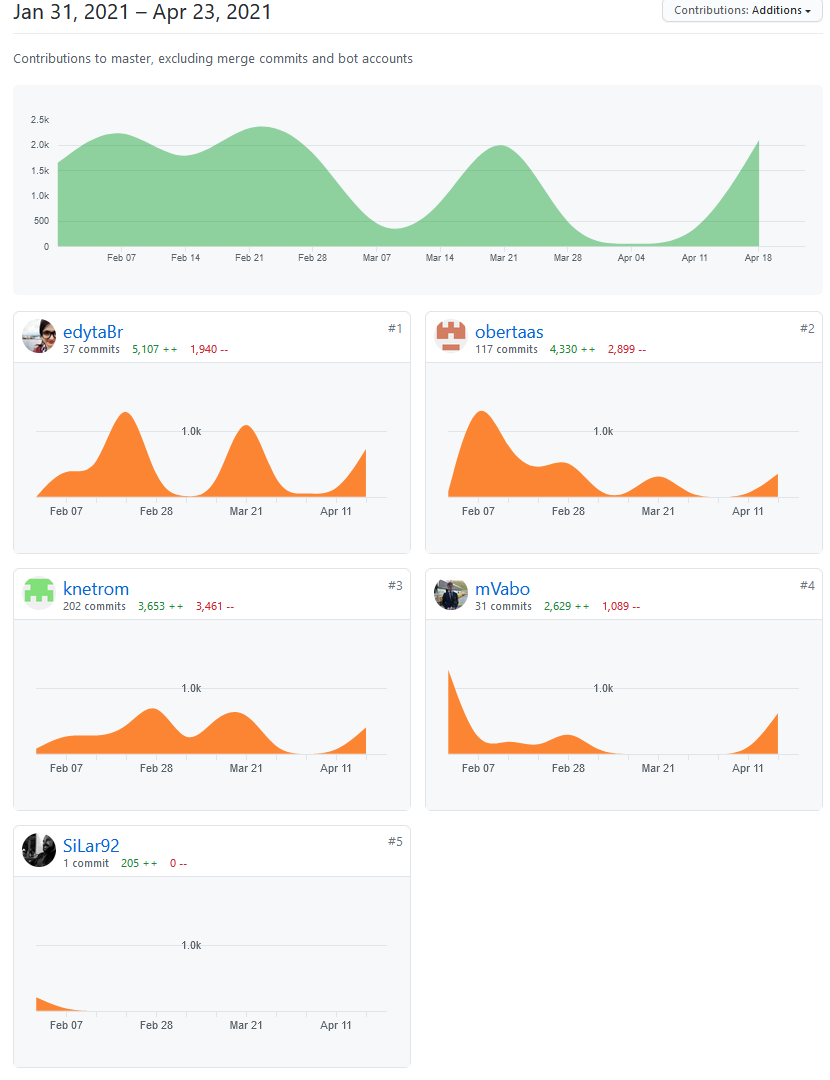 Jan 31, 2021 – Apr 23, 2021
Contributions: Additions
Contributions to master, excluding merge commits and bot accounts
2.5k
2.0k
1.5k
1.0k
500
0
Feb 07 Feb 14 Feb 21 Feb 28 Mar 07 Mar 14 Mar 21 Mar 28 Apr 04 Apr 11 Apr 18
edytaBr #1
37 commits 5,107 ++ 1,940 --
1.0k
Feb 07 Feb 28 Mar 21 Apr 11
obertaas #2
117 commits 4,330 ++ 2,899 --
1.0k
Feb 07 Feb 28 Mar 21 Apr 11
knetrom #3
202 commits 3,653 ++ 3,461 --
1.0k
Feb 07 Feb 28 Mar 21 Apr 11
mVabo #4
31 commits 2,629 ++ 1,089 --
1.0k
Feb 07 Feb 28 Mar 21 Apr 11
SiLar92 #5
1 commit 205 ++ 0 --
1.0k
Feb 07 Feb 28 Mar 21 Apr 11